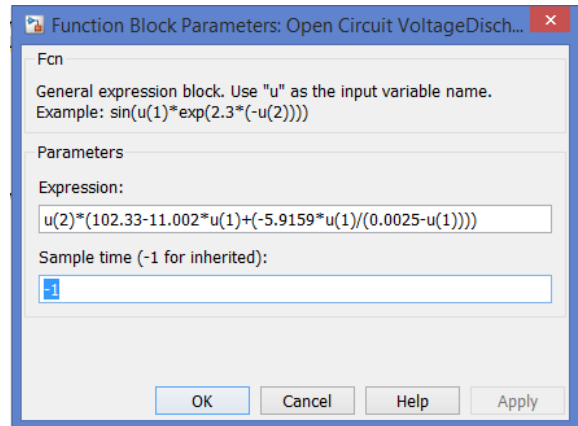 Function Block Parameters: Open Circuit VoltageDisch...
Fcn
General expression block. Use "u" as the input variable name.
Example: sin(u(1)*exp(2.3*(-u(2))))
Parameters
Expression:
u(2)*(102.33-11.002*u(1)+(-5.9159*u(1)/(0.0025-u(1))))
Sample time (-1 for inherited):
-1
OK Cancel Help Apply